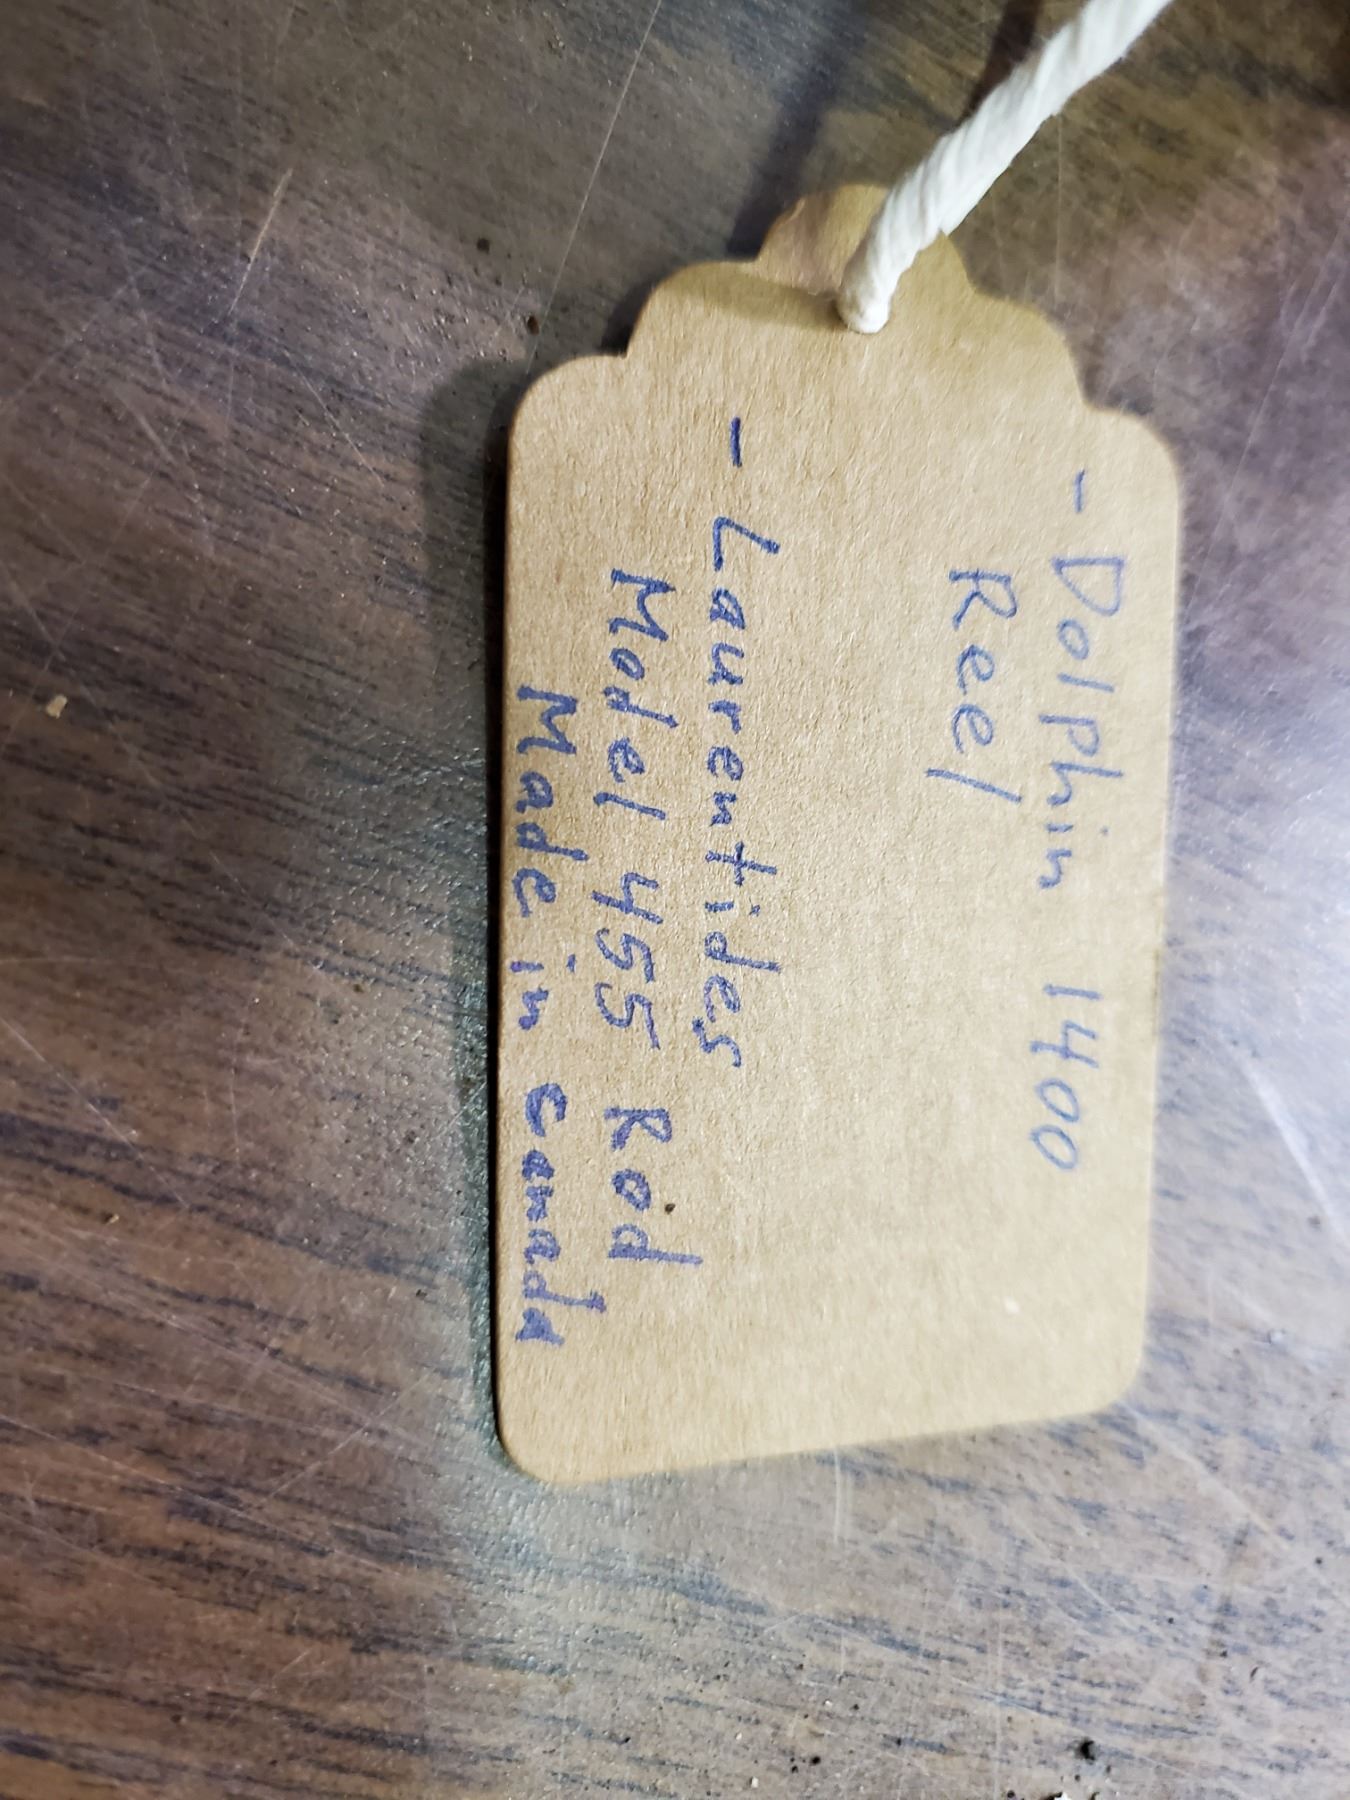 - Dolphin 1400
Reel
- Laurentides
Model 455 Rod
Made in Canada